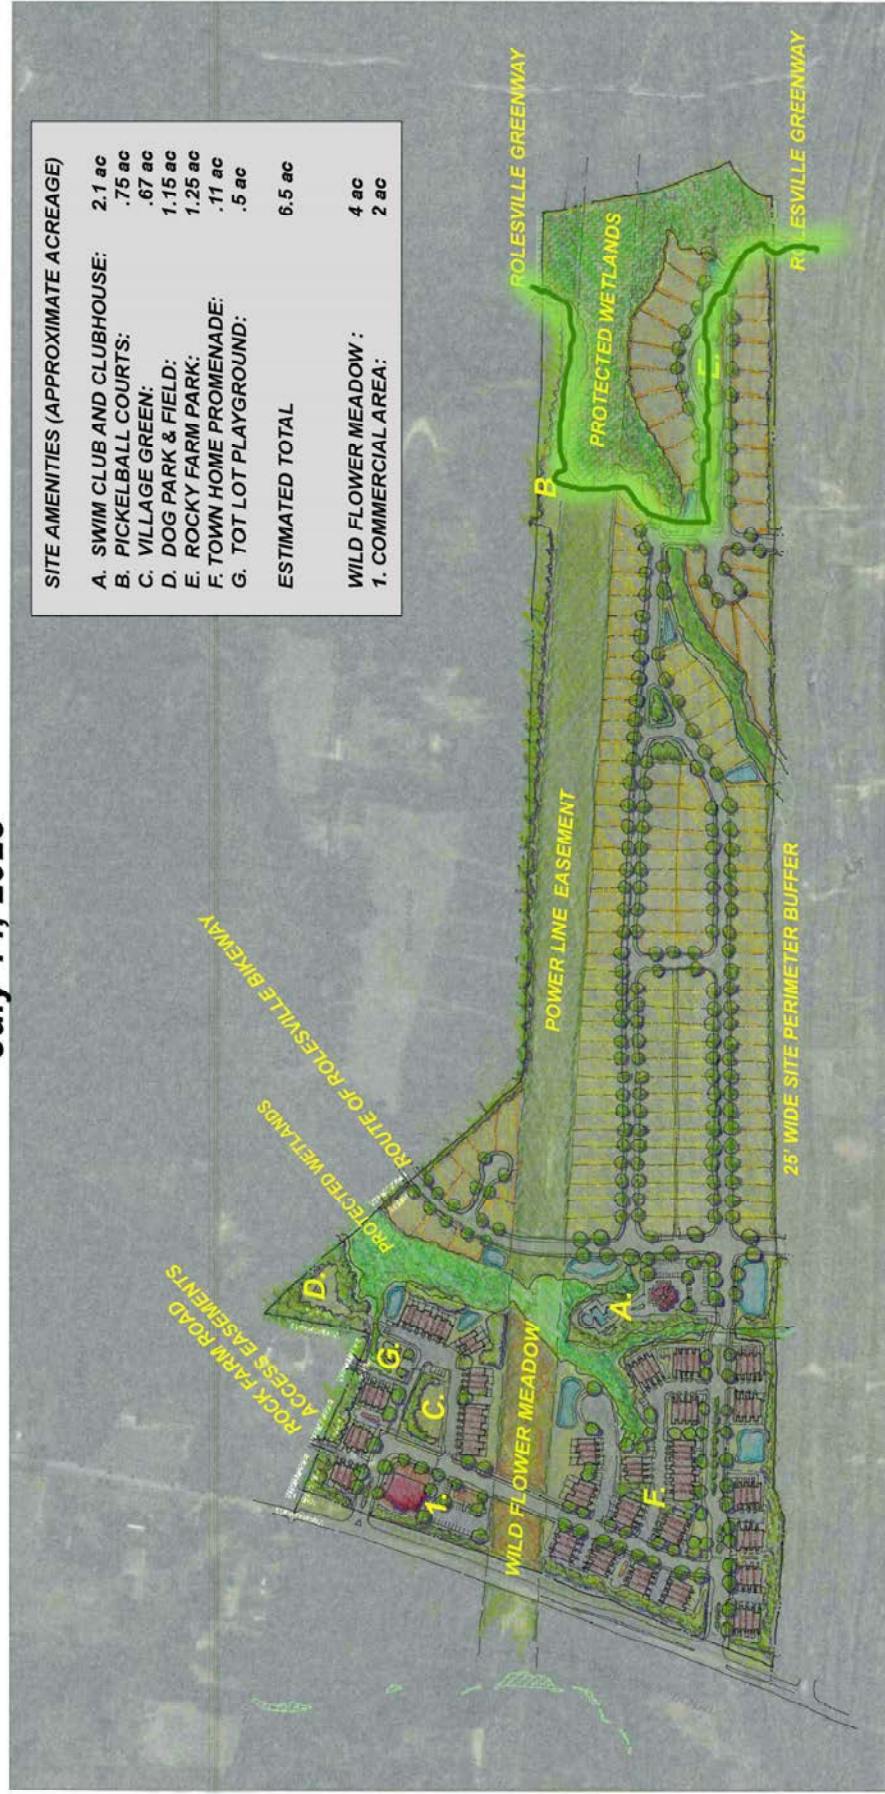 SITE AMENITIES (APPROXIMATE ACREAGE)
A. SWIM CLUB AND CLUBHOUSE: 2.1 ac
B. PICKELBALL COURTS: .75 ac
C. VILLAGE GREEN: .67 ac
D. DOG PARK & FIELD: 1.15 ac
E. ROCKY FARM PARK: 1.25 ac
F. TOWN HOME PROMENADE: .11 ac
G. TOT LOT PLAYGROUND: .5 ac
ESTIMATED TOTAL 6.5 ac
WILD FLOWER MEADOW : 4 ac
1. COMMERCIAL AREA: 2 ac
ROCK FARM ROAD
ACCESS EASEMENTS
PROTECTED WETLANDS
ROUTE OF ROLESVILLE BIKEWAY
D.
G.
C.
1.
WILD FLOWER MEADOW
A.
F.
POWER LINE EASEMENT
25' WIDE SITE PERIMETER BUFFER
B
PROTECTED WETLANDS
E.
ROLESVILLE GREENWAY
ROLESVILLE GREENWAY